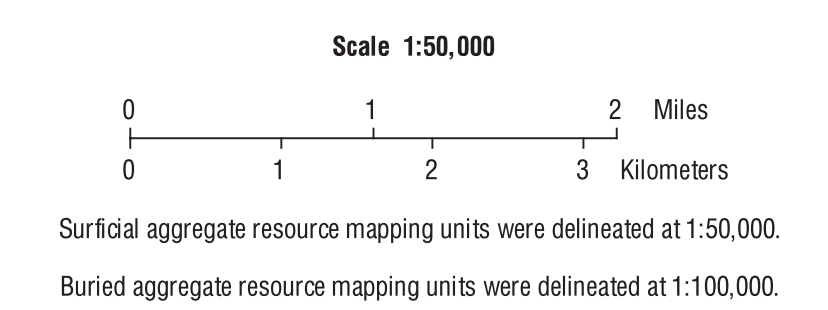 Scale 1:50,000
0 1 2 Miles
0 1 2 3 Kilometers
Surficial aggregate resource mapping units were delineated at 1:50,000.
Buried aggregate resource mapping units were delineated at 1:100,000.